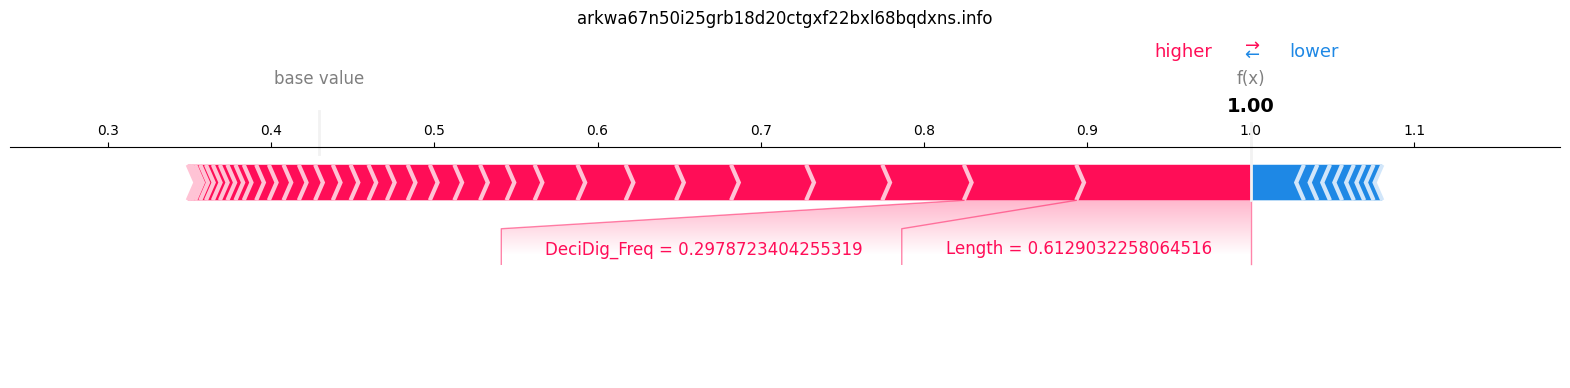 arkwa67n50i25grb18d20ctgxf22bxl68bqdxns.info
higher → ← lower
base value
f(x)
1.00
0.3 0.4 0.5 0.6 0.7 0.8 0.9 1.0 1.1
DeciDig_Freq = 0.2978723404255319 Length = 0.6129032258064516